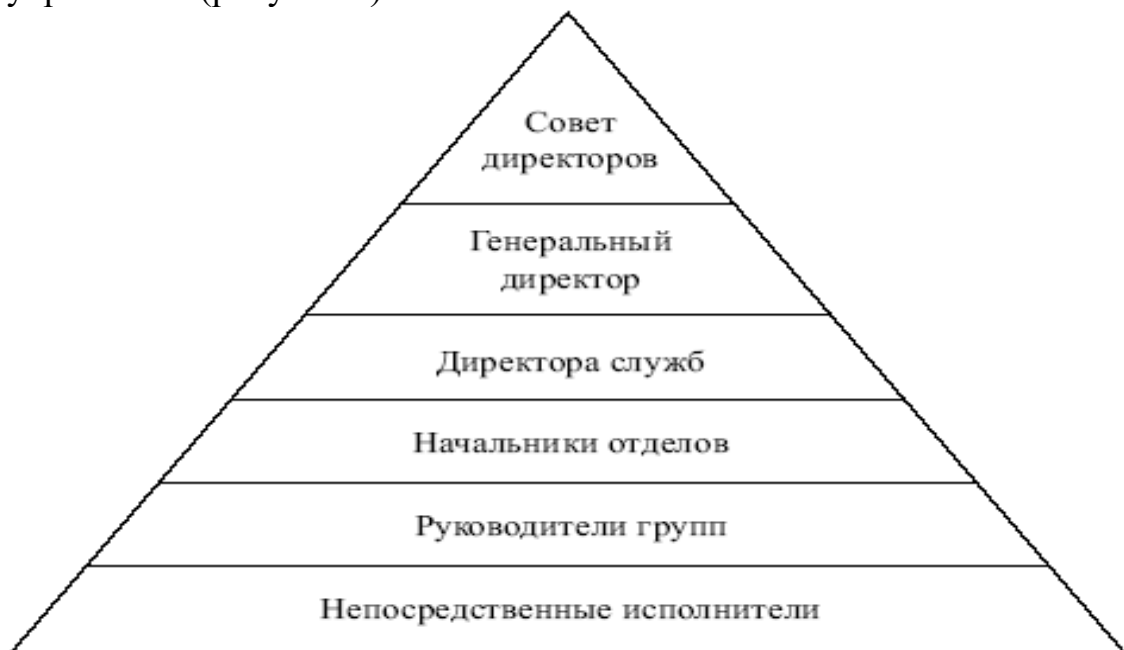 Совет
директоров
Генеральный
директор
Директора служб
Начальники отделов
Руководители групп
Непосредственные исполнители